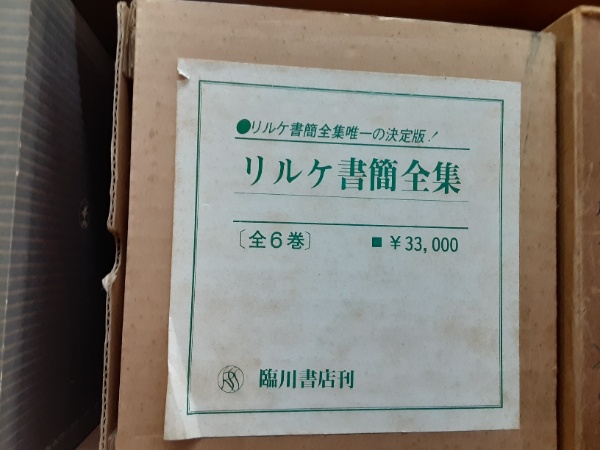 ●リルケ書簡全集唯一の決定版！
リルケ書簡全集
〔全6巻〕 ■ ¥33,000
臨川書店刊